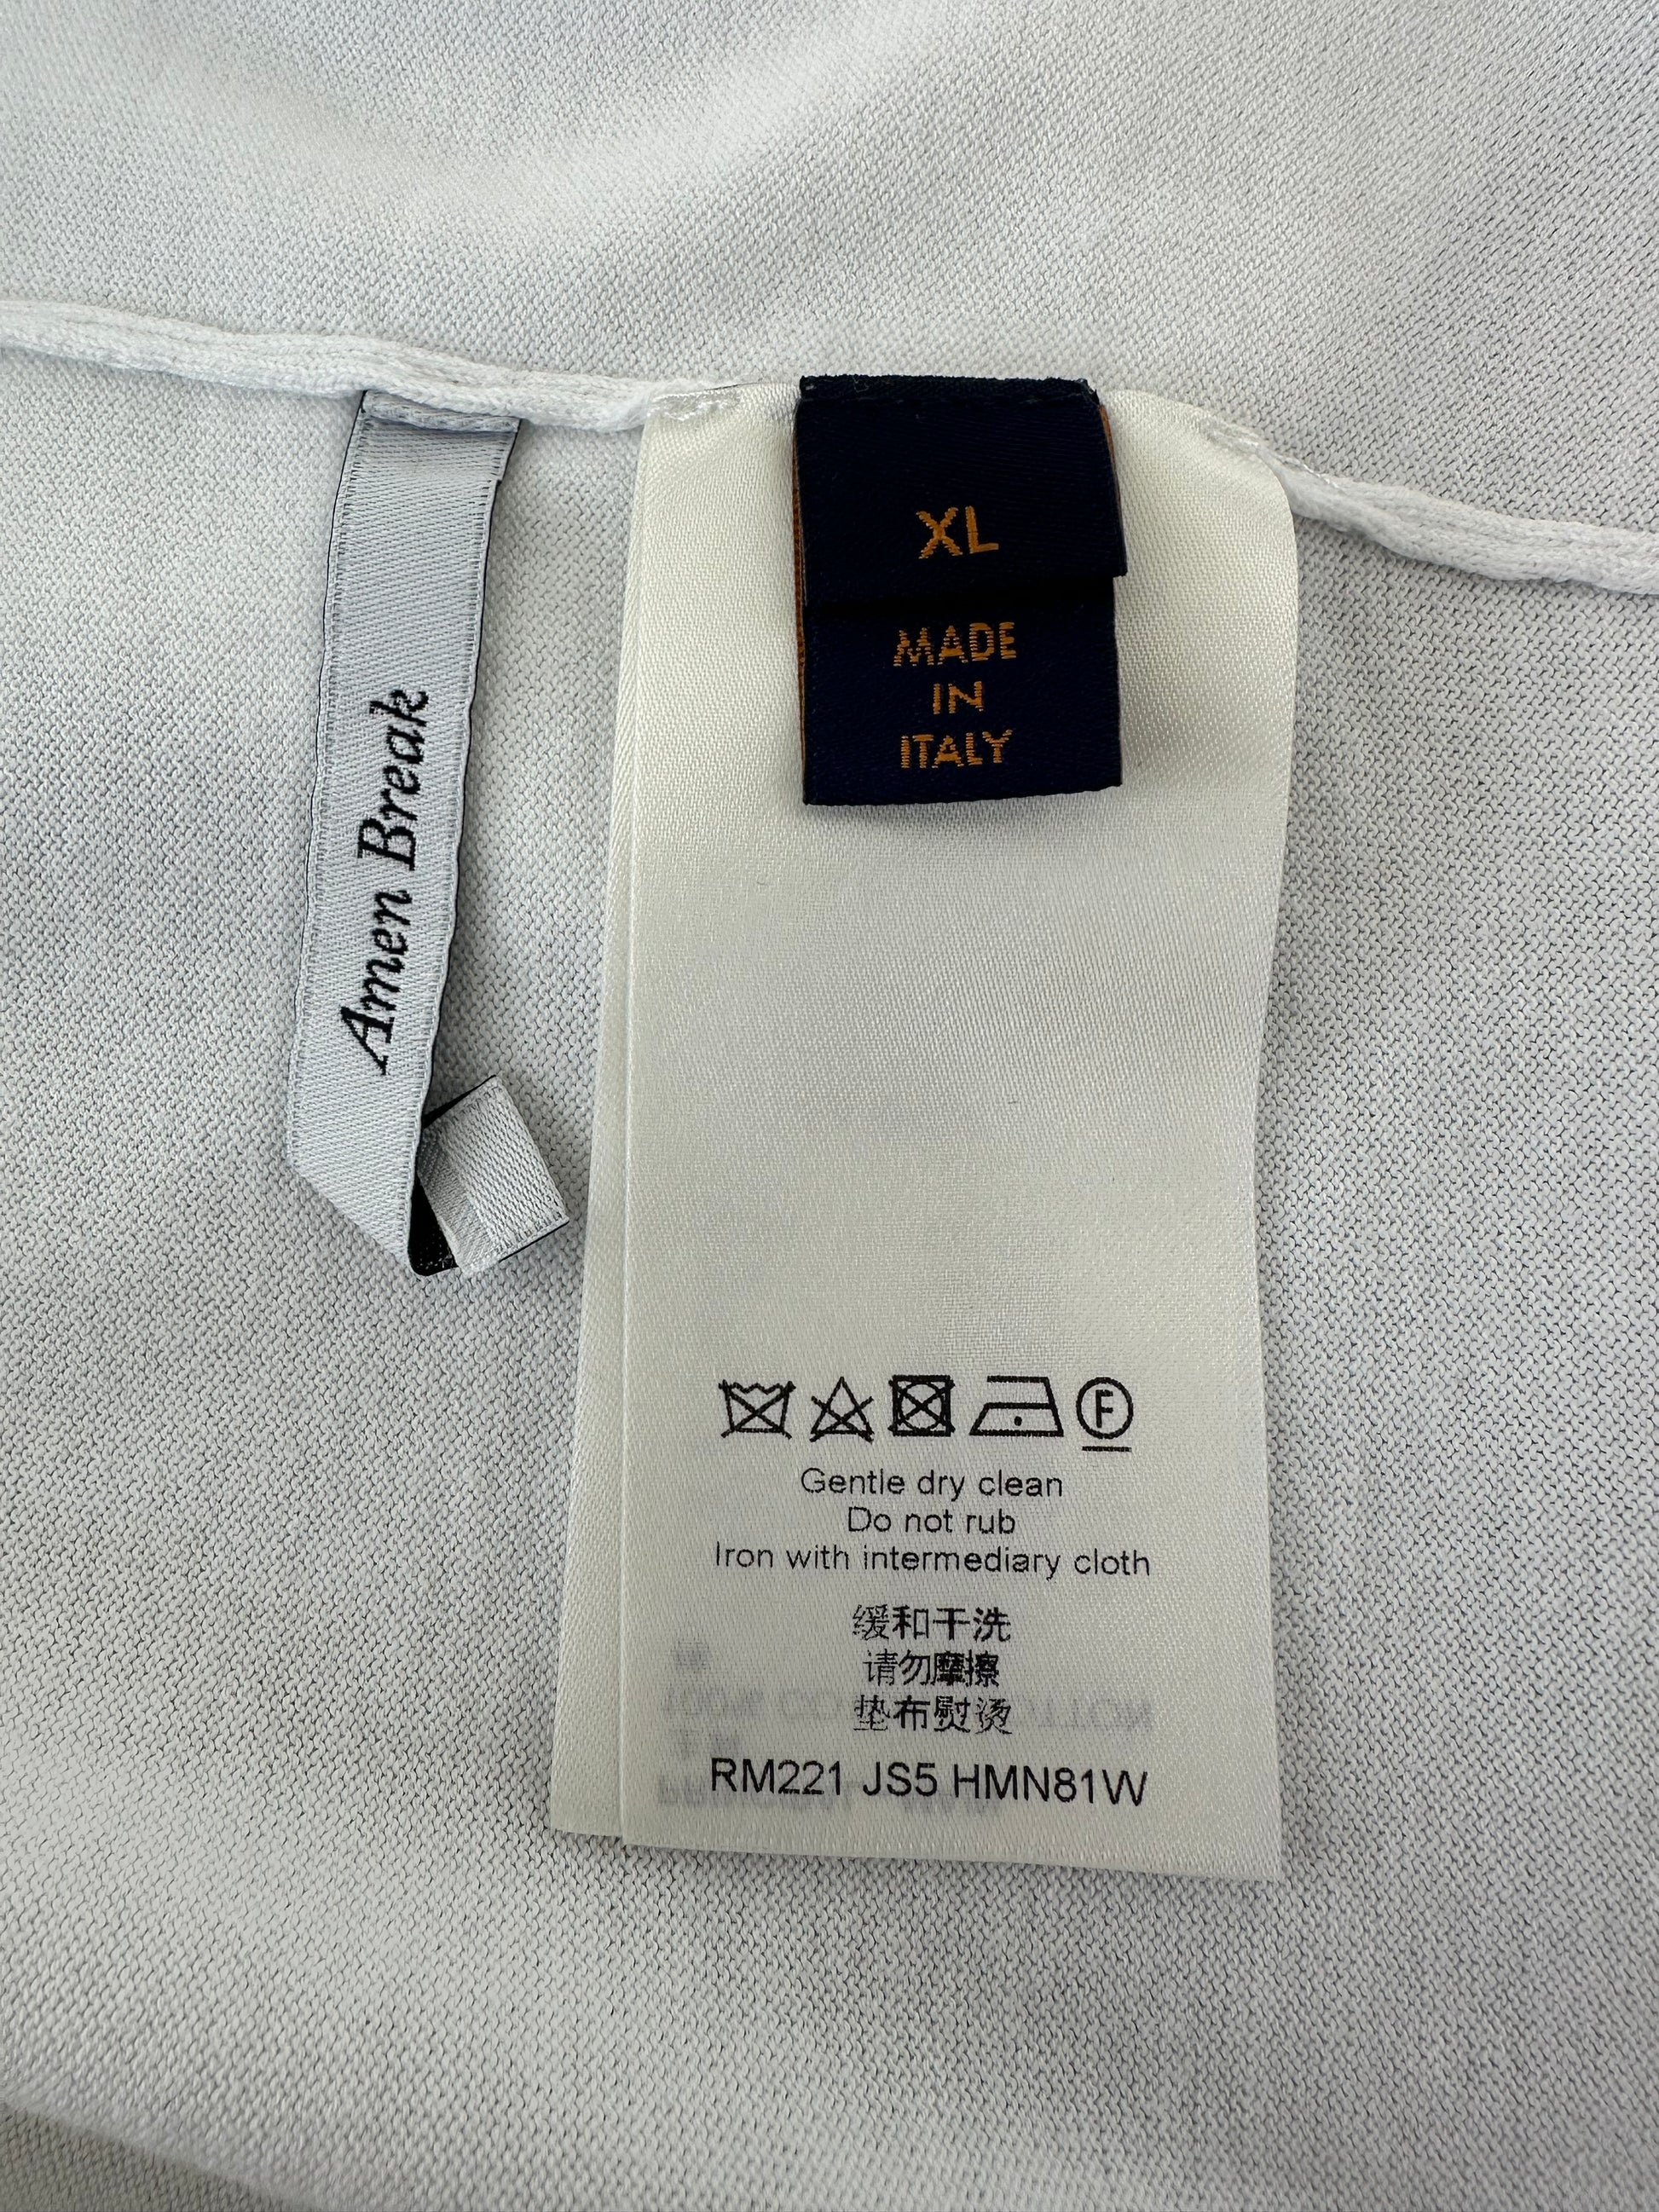 Amen Break
XL
MADE
IN
ITALY
F
Gentle dry clean
Do not rub
Iron with intermediary cloth
缓和干洗
请勿摩擦
垫布熨烫
RM221 JS5 HMN81W